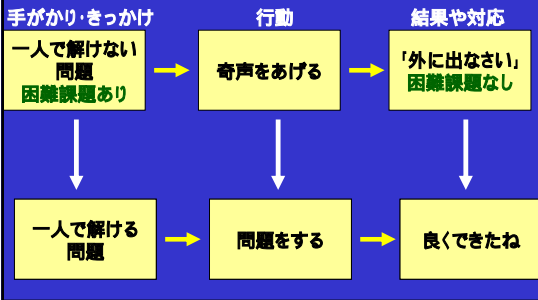 手がかり・きっかけ
行動
結果や対応
一人で解けない
問題
困難課題あり
奇声をあげる
「外に出なさい」
困難課題なし
一人で解ける
問題
問題をする
良くできたね